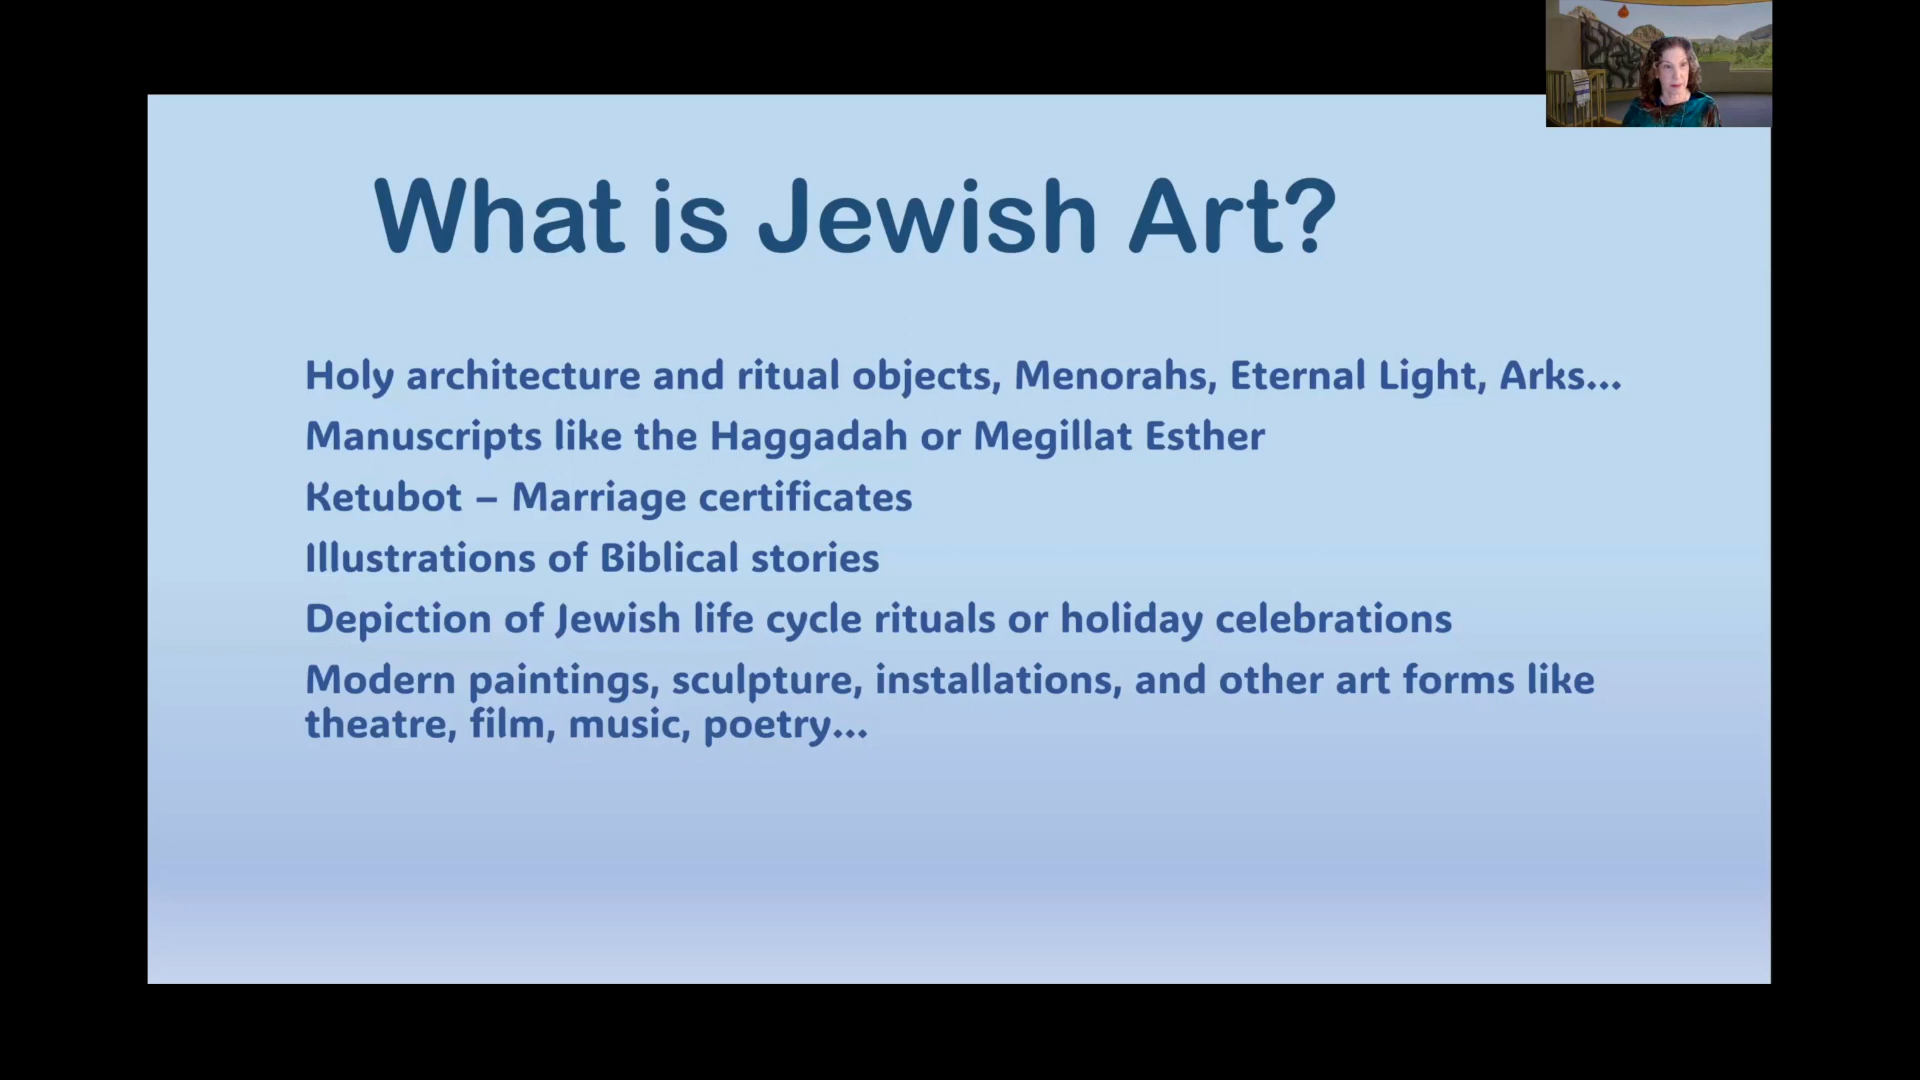 What is Jewish Art?
Holy architecture and ritual objects, Menorahs, Eternal Light, Arks...
Manuscripts like the Haggadah or Megillat Esther
Ketubot – Marriage certificates
Illustrations of Biblical stories
Depiction of Jewish life cycle rituals or holiday celebrations
Modern paintings, sculpture, installations, and other art forms like
theatre, film, music, poetry...